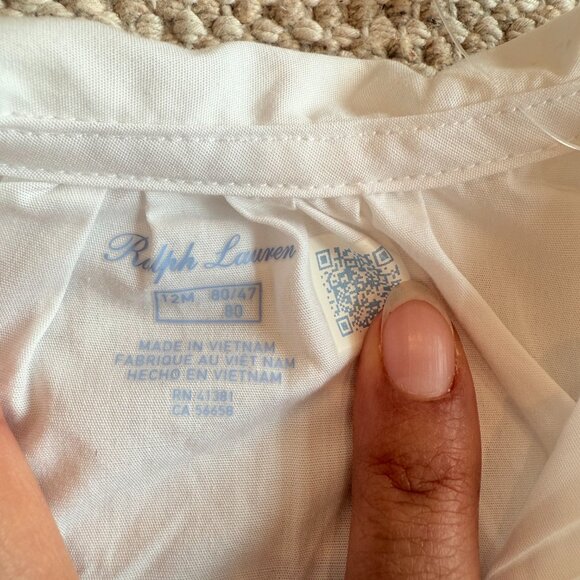 Ralph Lauren
12M 80/47
80
MADE IN VIETNAM
FABRIQUE AU VIET NAM
HECHO EN VIETNAM
RN 41381
CA 56658